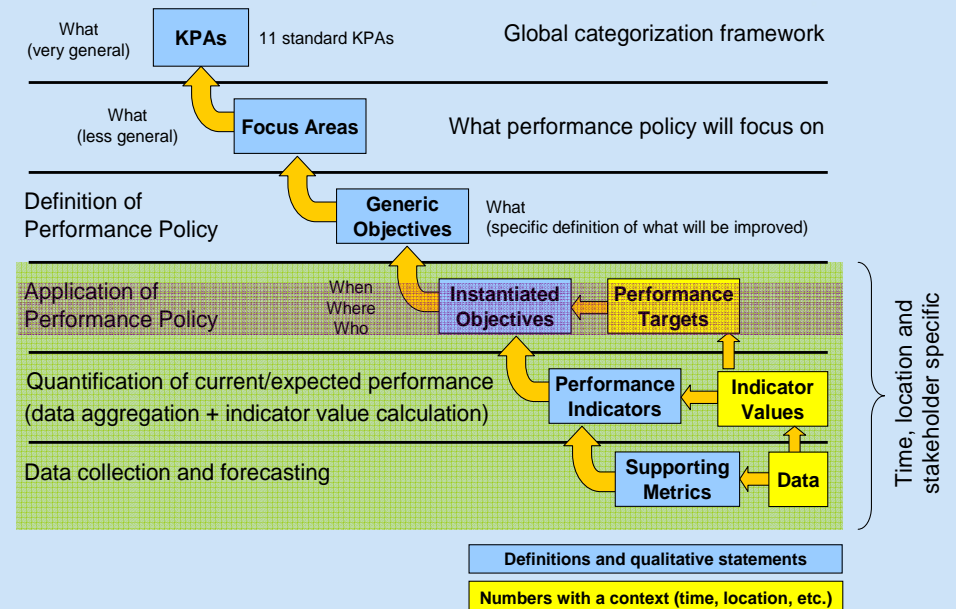 What
(very general)
KPAs
11 standard KPAs
Global categorization framework
What
(less general)
Focus Areas
What performance policy will focus on
Definition of
Performance Policy
Generic
Objectives
What
(specific definition of what will be improved)
Application of
Performance Policy
When
Where
Who
Instantiated
Objectives
Performance
Targets
Quantification of current/expected performance
(data aggregation + indicator value calculation)
Performance
Indicators
Indicator
Values
Data collection and forecasting
Supporting
Metrics
Data
Time, location and
stakeholder specific
Definitions and qualitative statements
Numbers with a context (time, location, etc.)